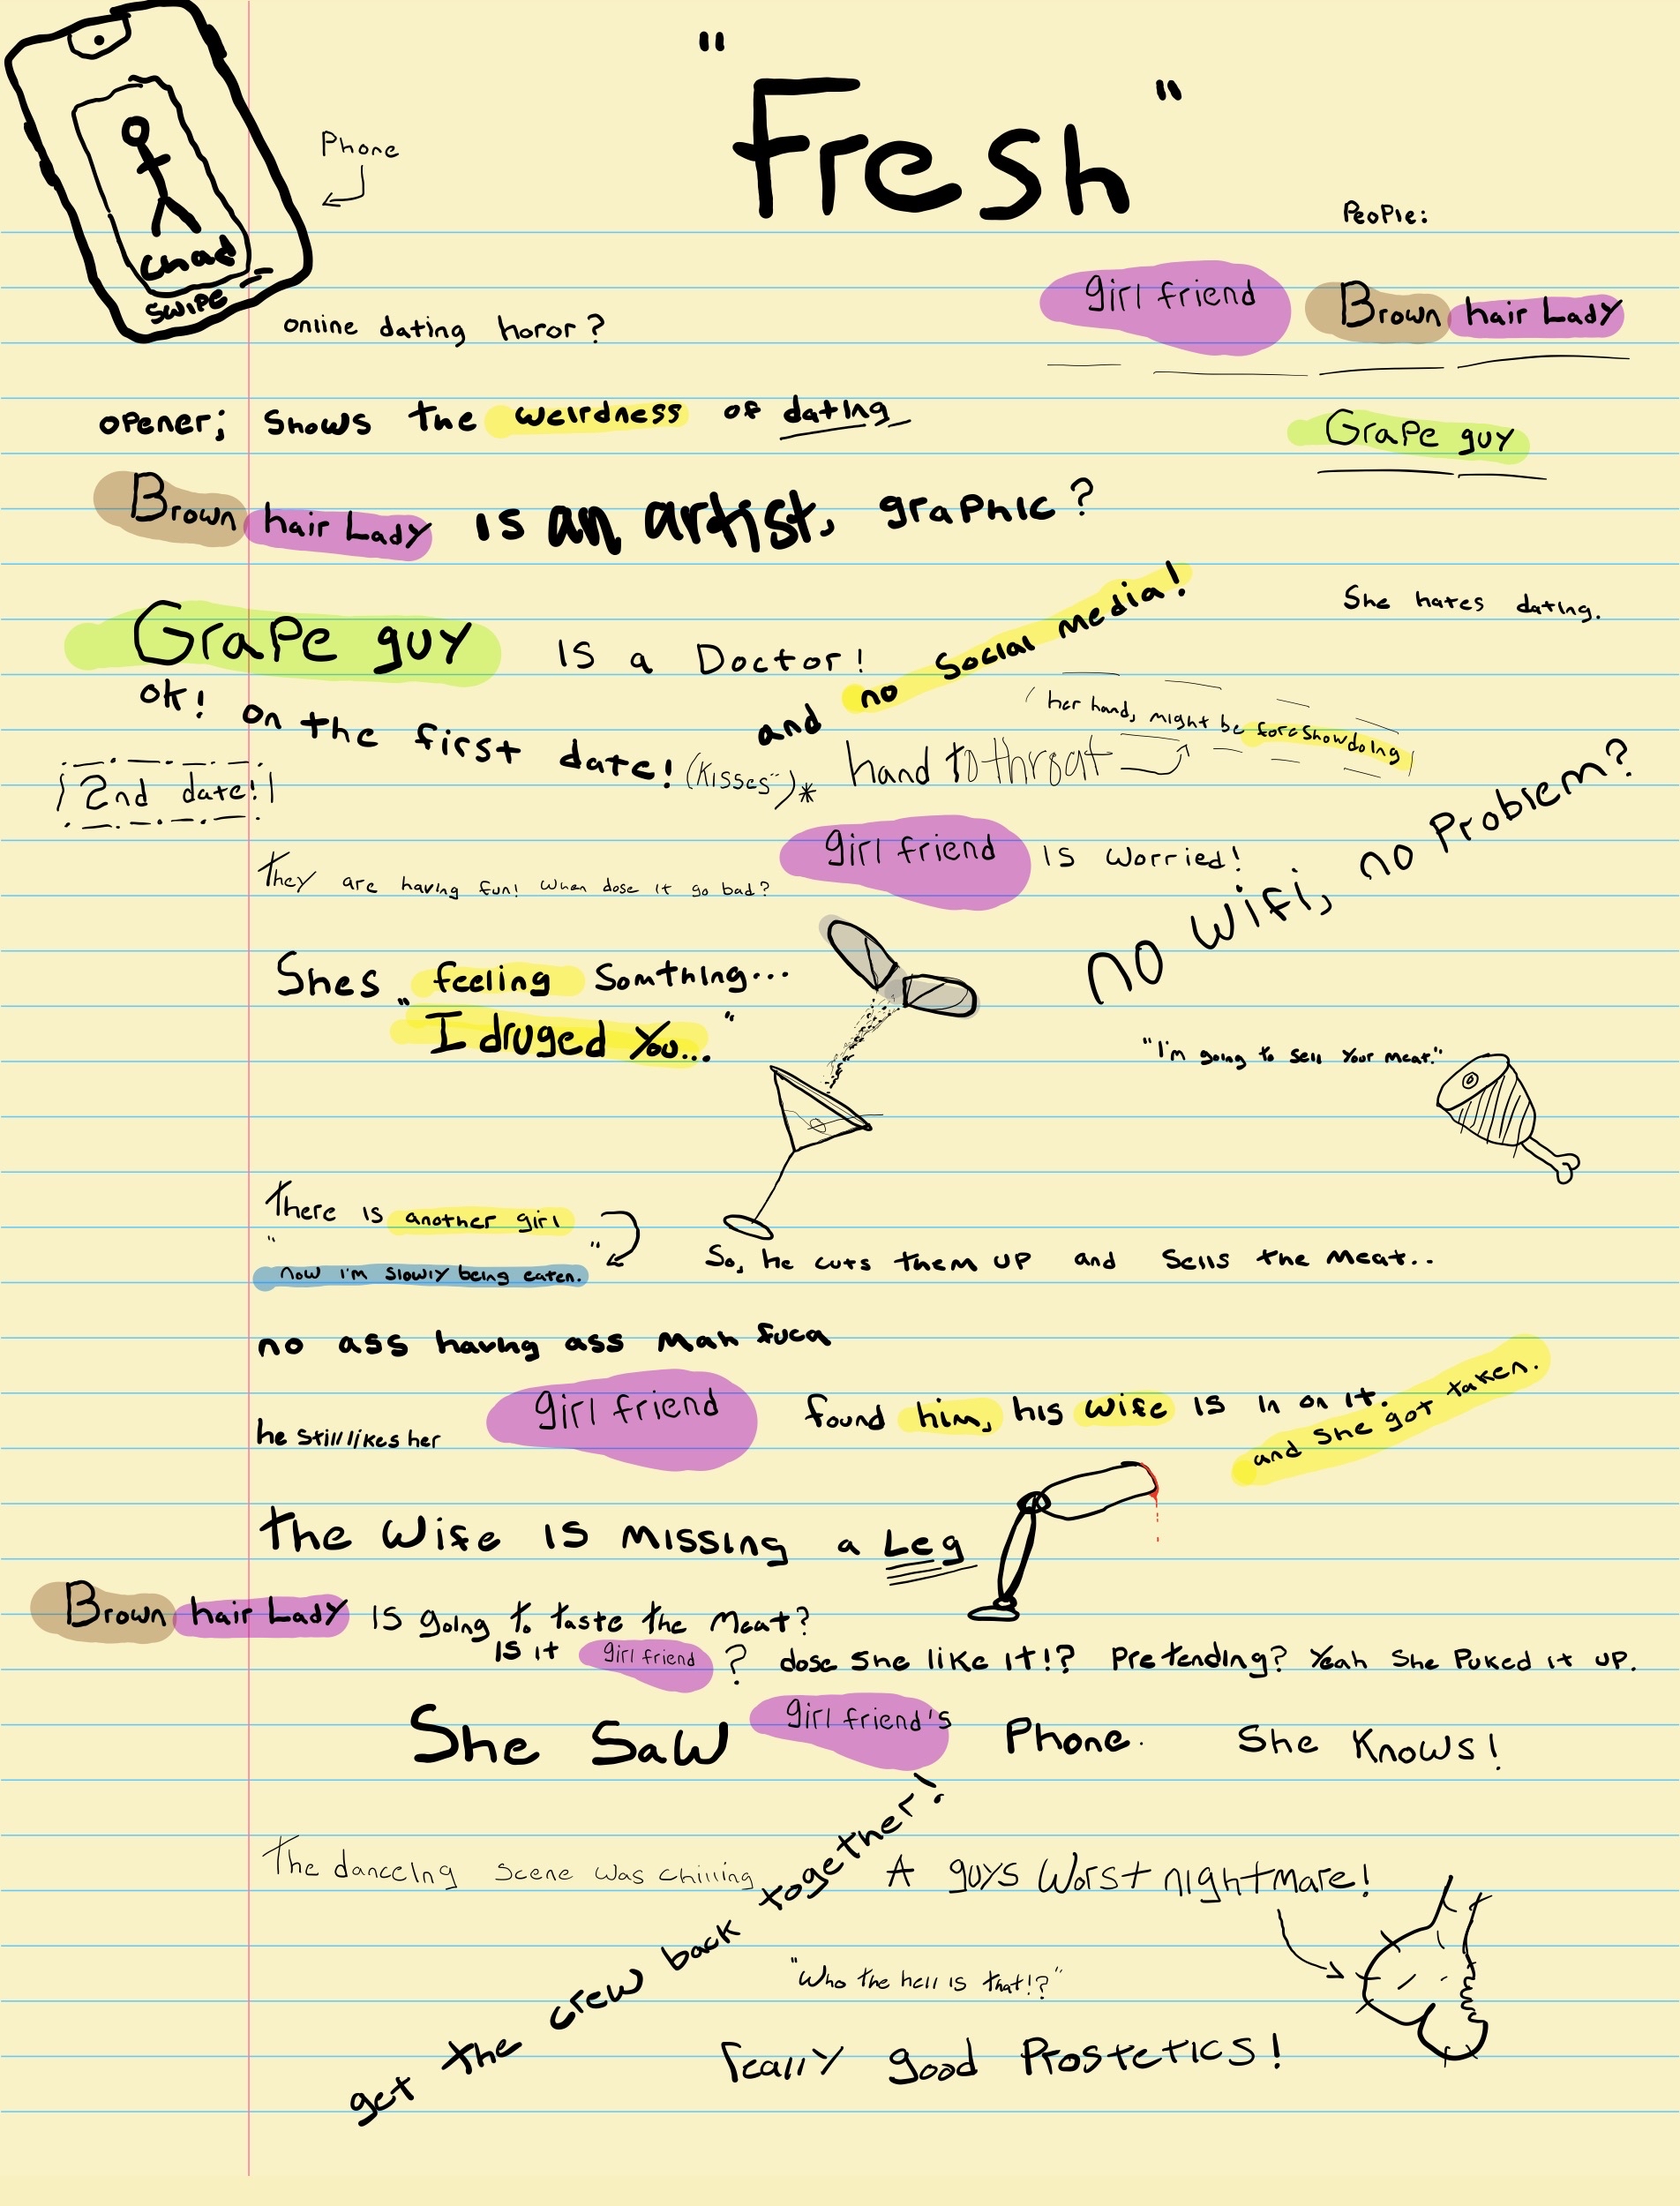 "Fresh"
Phone
Chad
SWIPE
People:
girl friend
Brown hair Lady
Grape guy
online dating horor?
opener; Shows the weirdness of dating
Brown hair Lady is an artist, graphic?
She hates dating.
Grape guy is a Doctor! and no Social media!
ok! on the first date! (Kisses)* hand to throat
her hand, might be foreshowdoing
2nd date!
They are having fun! When dose it go bad?
girl friend is worried!
no wifi, no Problem?
Shes feeling Somthing...
"I druged You..."
"I'm going to sell Your meat."
There is another girl
"now I'm slowly being eaten."
So, he cuts them up and sells the meat..
no ass having ass man fuca
he still likes her
girl friend found him, his wife is in on it.
and she got taken.
The Wife is missing a Leg
Brown hair Lady is going to taste the meat?
Is it girl friend? dose she like it!? Pretending? Yeah She Puked it up.
She Saw girl friend's Phone. She Knows!
The danceing scene was chilling
get the crew back together!
A guys Worst nightmare!
"Who the hell is that!?"
really good Prostetics!